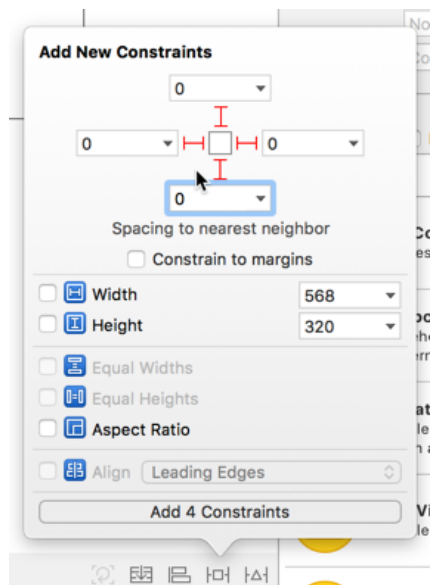 No
Add New Constraints
0
0
0
0
Spacing to nearest neighbor
Constrain to margins
Width
568
Height
320
Equal Widths
Equal Heights
Aspect Ratio
Align
Leading Edges
Add 4 Constraints